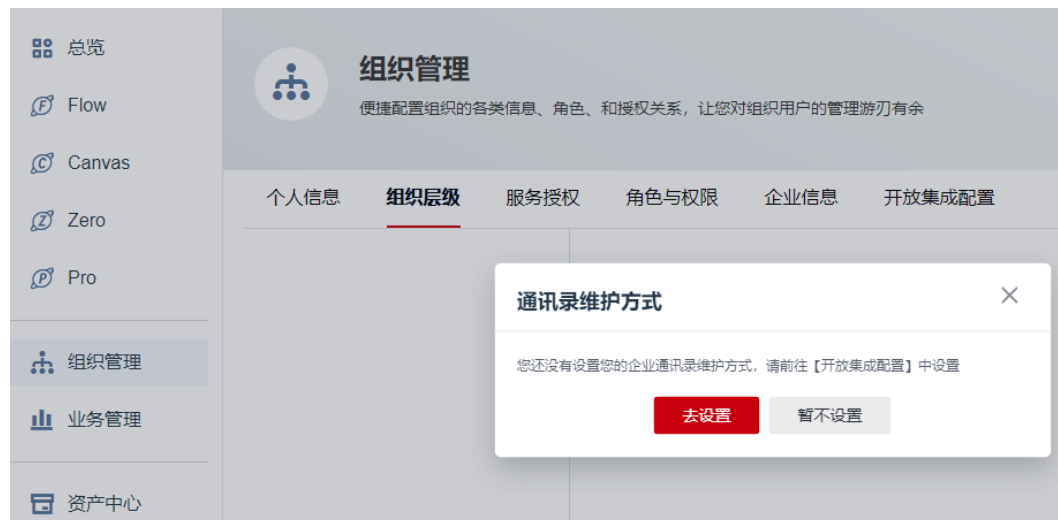 总览
Flow
Canvas
Zero
Pro
组织管理
业务管理
资产中心
组织管理
便捷配置组织的各类信息、角色、和授权关系，让您对组织用户的管理游刃有余
个人信息 组织层级 服务授权 角色与权限 企业信息 开放集成配置
通讯录维护方式
您还没有设置您的企业通讯录维护方式，请前往【开放集成配置】中设置
去设置 暂不设置